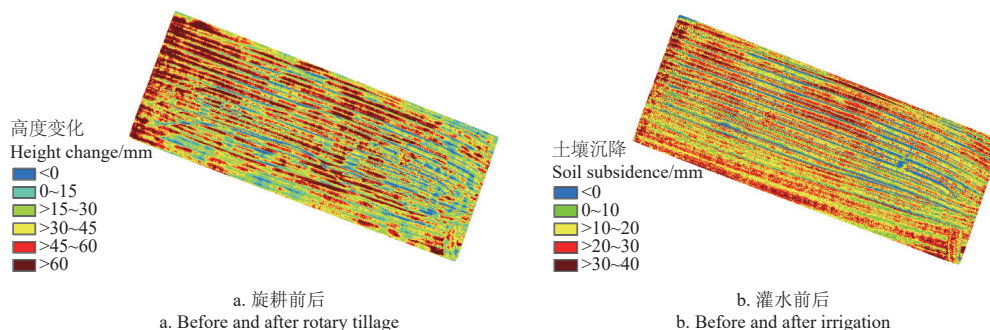 高度变化
Height change/mm
<0
0~15
>15~30
>30~45
>45~60
>60
a. 旋耕前后
a. Before and after rotary tillage
土壤沉降
Soil subsidence/mm
<0
0~10
>10~20
>20~30
>30~40
b. 灌水前后
b. Before and after irrigation